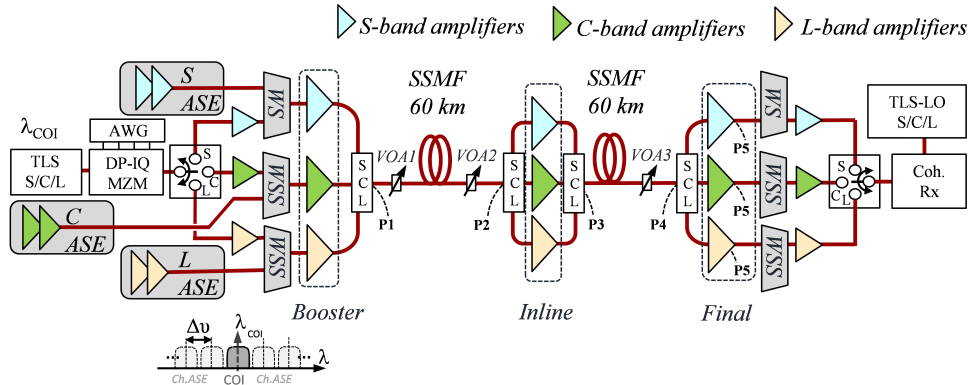 S-band amplifiers
C-band amplifiers
L-band amplifiers
S
ASE
WS
SSMF
60 km
SSMF
60 km
WS
TLS-LO
S/C/L
λCOI
AWG
TLS
S/C/L
DP-IQ
MZM
S
C
L
WSS
S
C
L
VOA1
VOA2
S
C
L
S
C
L
VOA3
S
C
L
P5
P5
P5
WSS
S
C
L
Coh.
Rx
C
ASE
P1
P2
P3
P4
L
ASE
WSS
WSS
Booster
Inline
Final
Δυ
λCOI
λ
Ch.ASE
COI
Ch.ASE